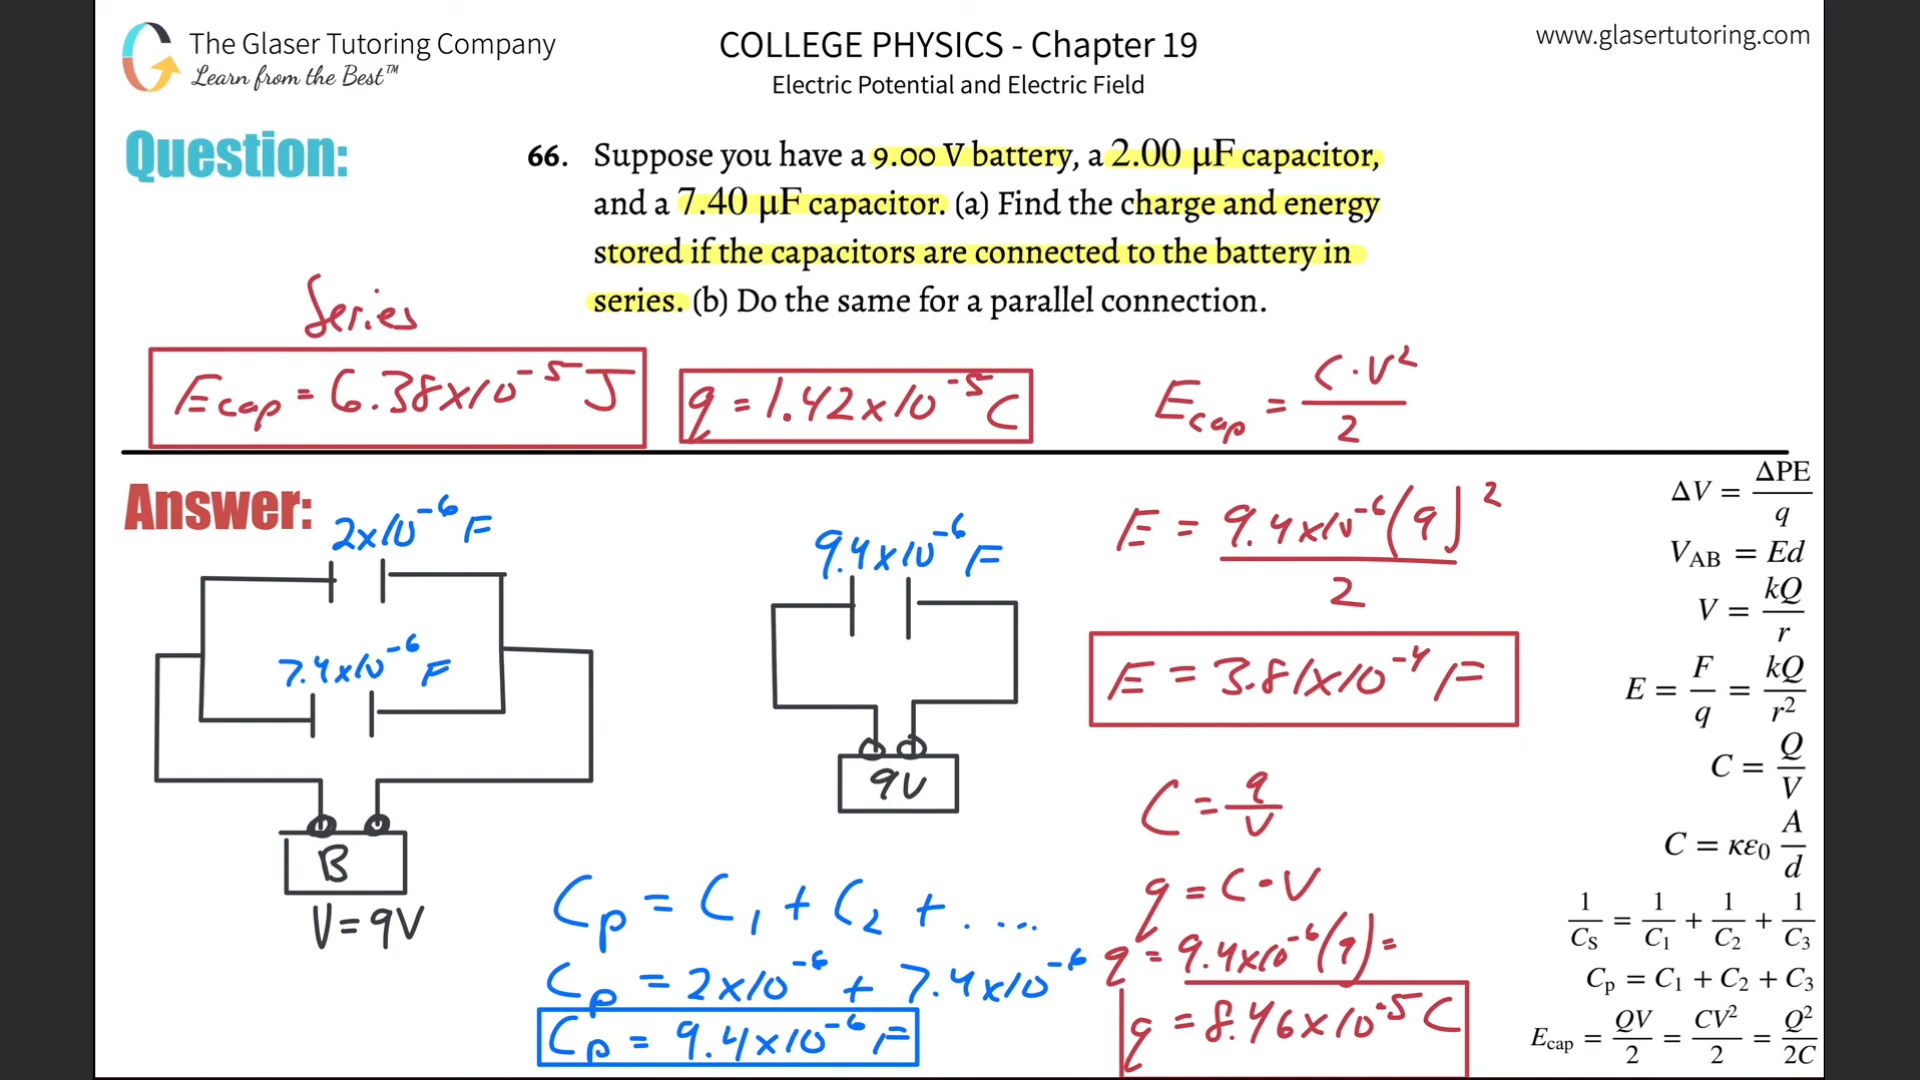 The Glaser Tutoring Company
Learn from the Best™
COLLEGE PHYSICS - Chapter 19
Electric Potential and Electric Field
www.glasertutoring.com
Question:
66. Suppose you have a 9.00 V battery, a 2.00 μF capacitor,
and a 7.40 μF capacitor. (a) Find the charge and energy
stored if the capacitors are connected to the battery in
series. (b) Do the same for a parallel connection.
Series
Ecap = 6.38x10⁻⁵ J
q = 1.42x10⁻⁵ C
Ecap = C·V²/2
Answer:
2x10⁻⁶ F
7.4x10⁻⁶ F
B
V=9V
9.4x10⁻⁶ F
9V
Cp = C₁ + C₂ + ....
Cp = 2x10⁻⁶ + 7.4x10⁻⁶
Cp = 9.4x10⁻⁶ F
E = 9.4x10⁻⁶(9)²/2
E = 3.81x10⁻⁴ F
C = q/V
q = C·V
q = 9.4x10⁻⁶(9) =
q = 8.46x10⁻⁵ C
ΔV = ΔPE/q
V_AB = Ed
V = kQ/r
E = F/q = kQ/r²
C = Q/V
C = κε₀ A/d
1/C_S = 1/C₁ + 1/C₂ + 1/C₃
Cp = C₁ + C₂ + C₃
Ecap = QV/2 = CV²/2 = Q²/2C